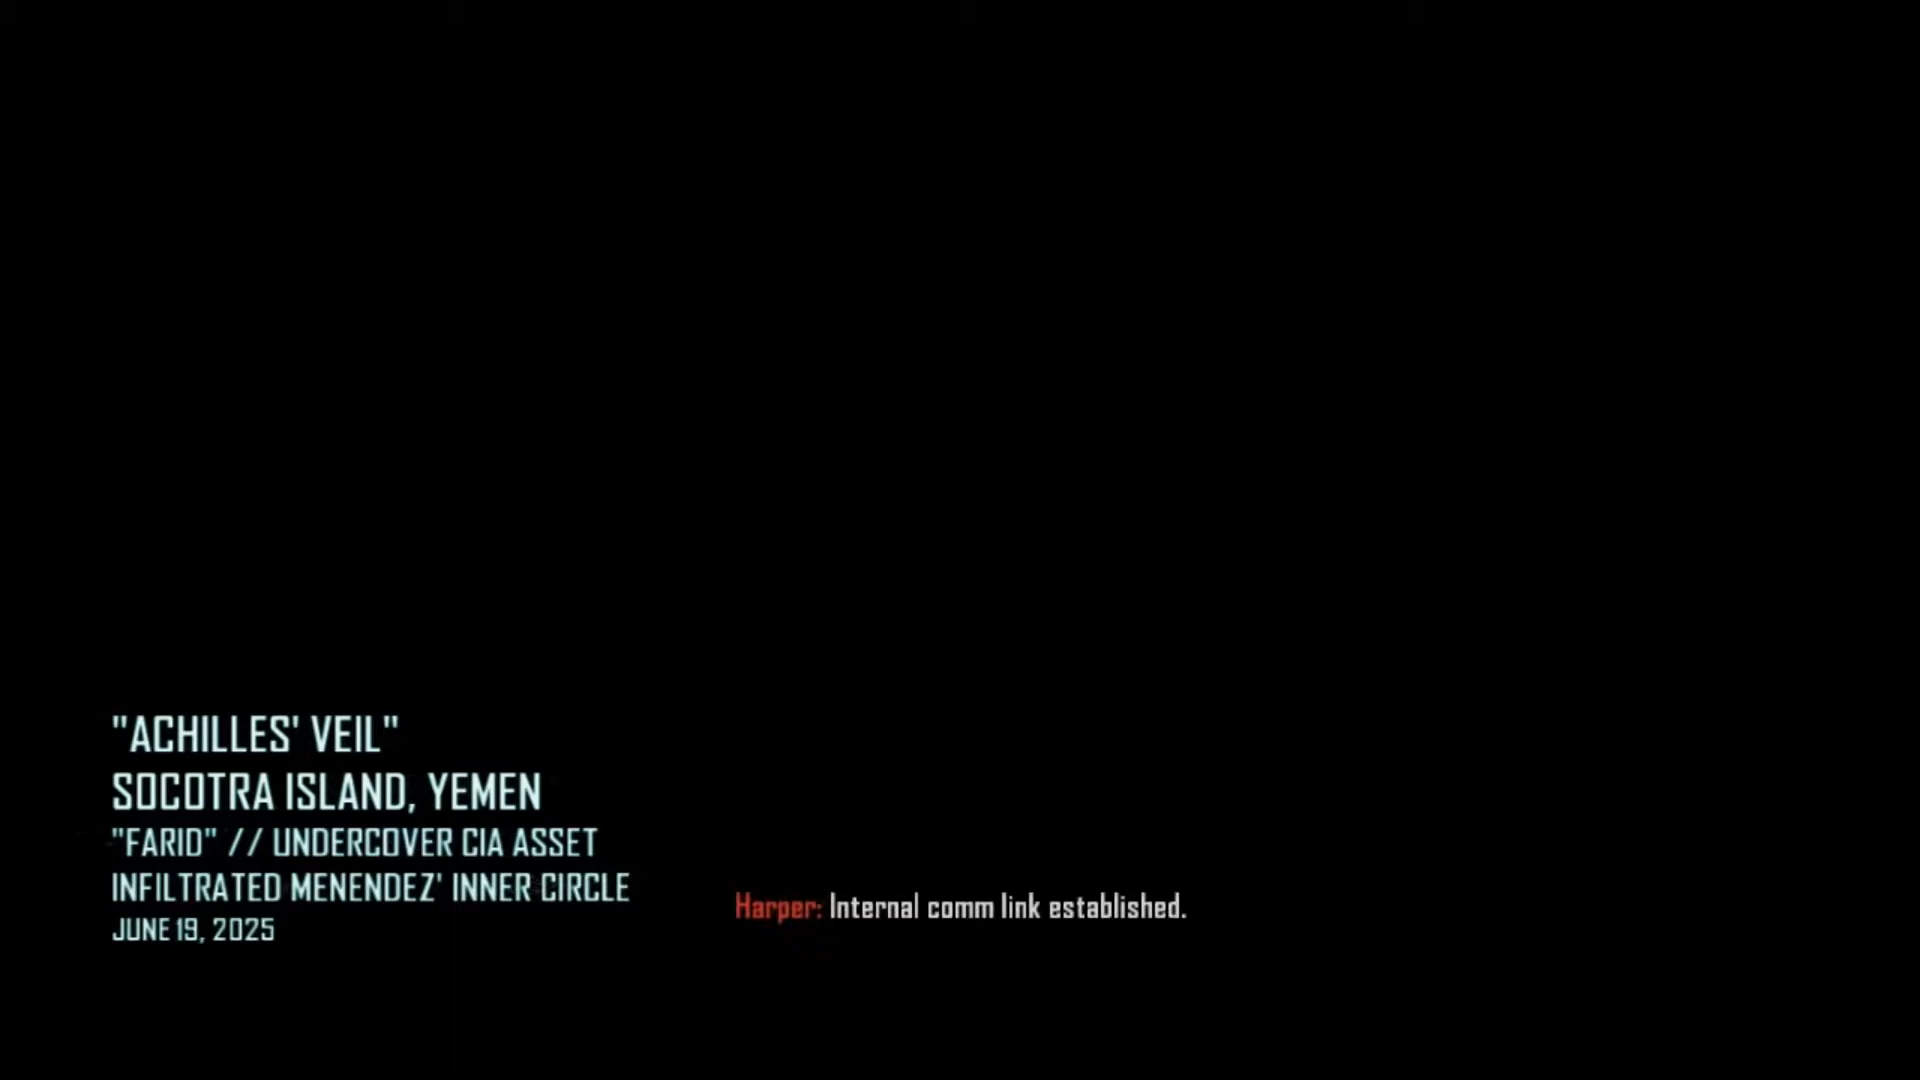 "ACHILLES' VEIL"
SOCOTRA ISLAND, YEMEN
"FARID" // UNDERCOVER CIA ASSET
INFILTRATED MENENDEZ' INNER CIRCLE
JUNE 19, 2025
Harper: Internal comm link established.